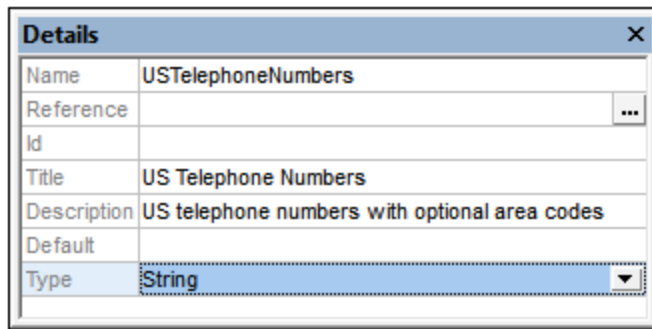 Details
Name USTelephoneNumbers
Reference ...
Id
Title US Telephone Numbers
Description US telephone numbers with optional area codes
Default
Type String